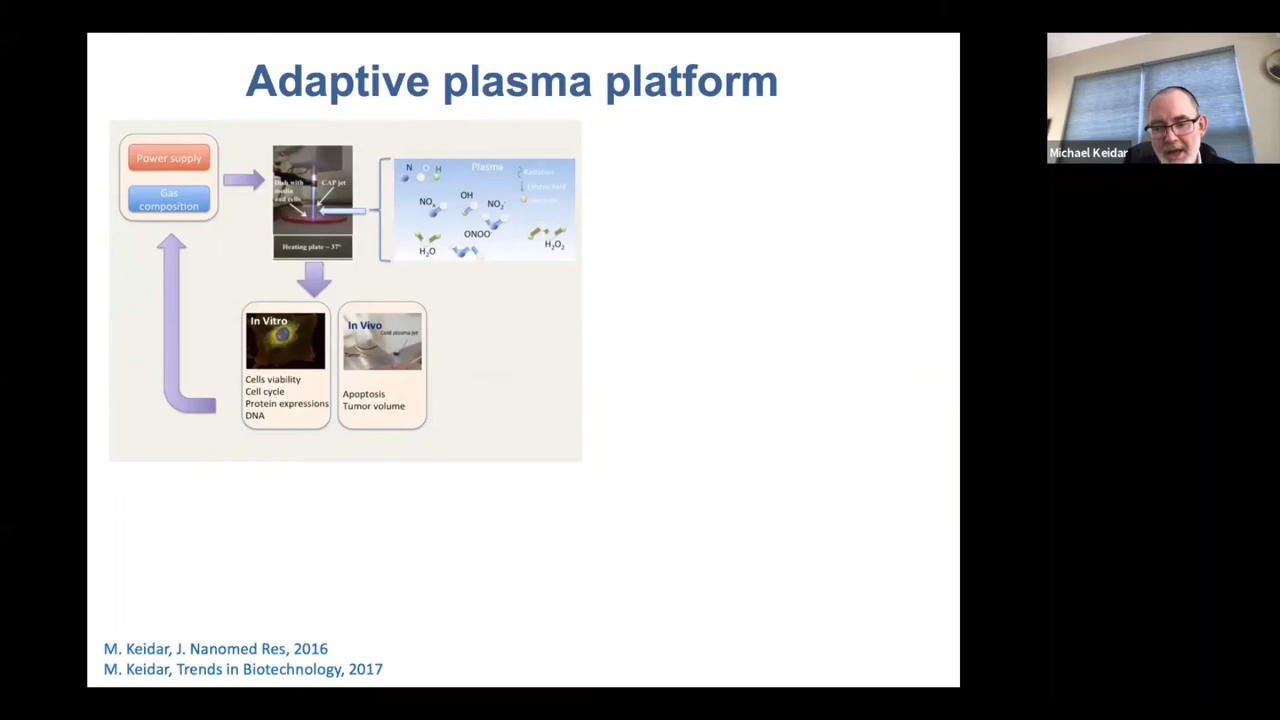 Adaptive plasma platform
Power supply
Gas
composition
Dish with
media
and cells
CAP jet
Heating plate ~ 37°
N O H
Plasma
Radiation
Electric field
OH
NO₂⁻
ONOO⁻
H₂O
H₂O₂
In Vitro
Cells viability
Cell cycle
Protein expressions
DNA
In Vivo
Cold plasma jet
Tumor
Apoptosis
Tumor volume
M. Keidar, J. Nanomed Res, 2016
M. Keidar, Trends in Biotechnology, 2017
Michael Keidar